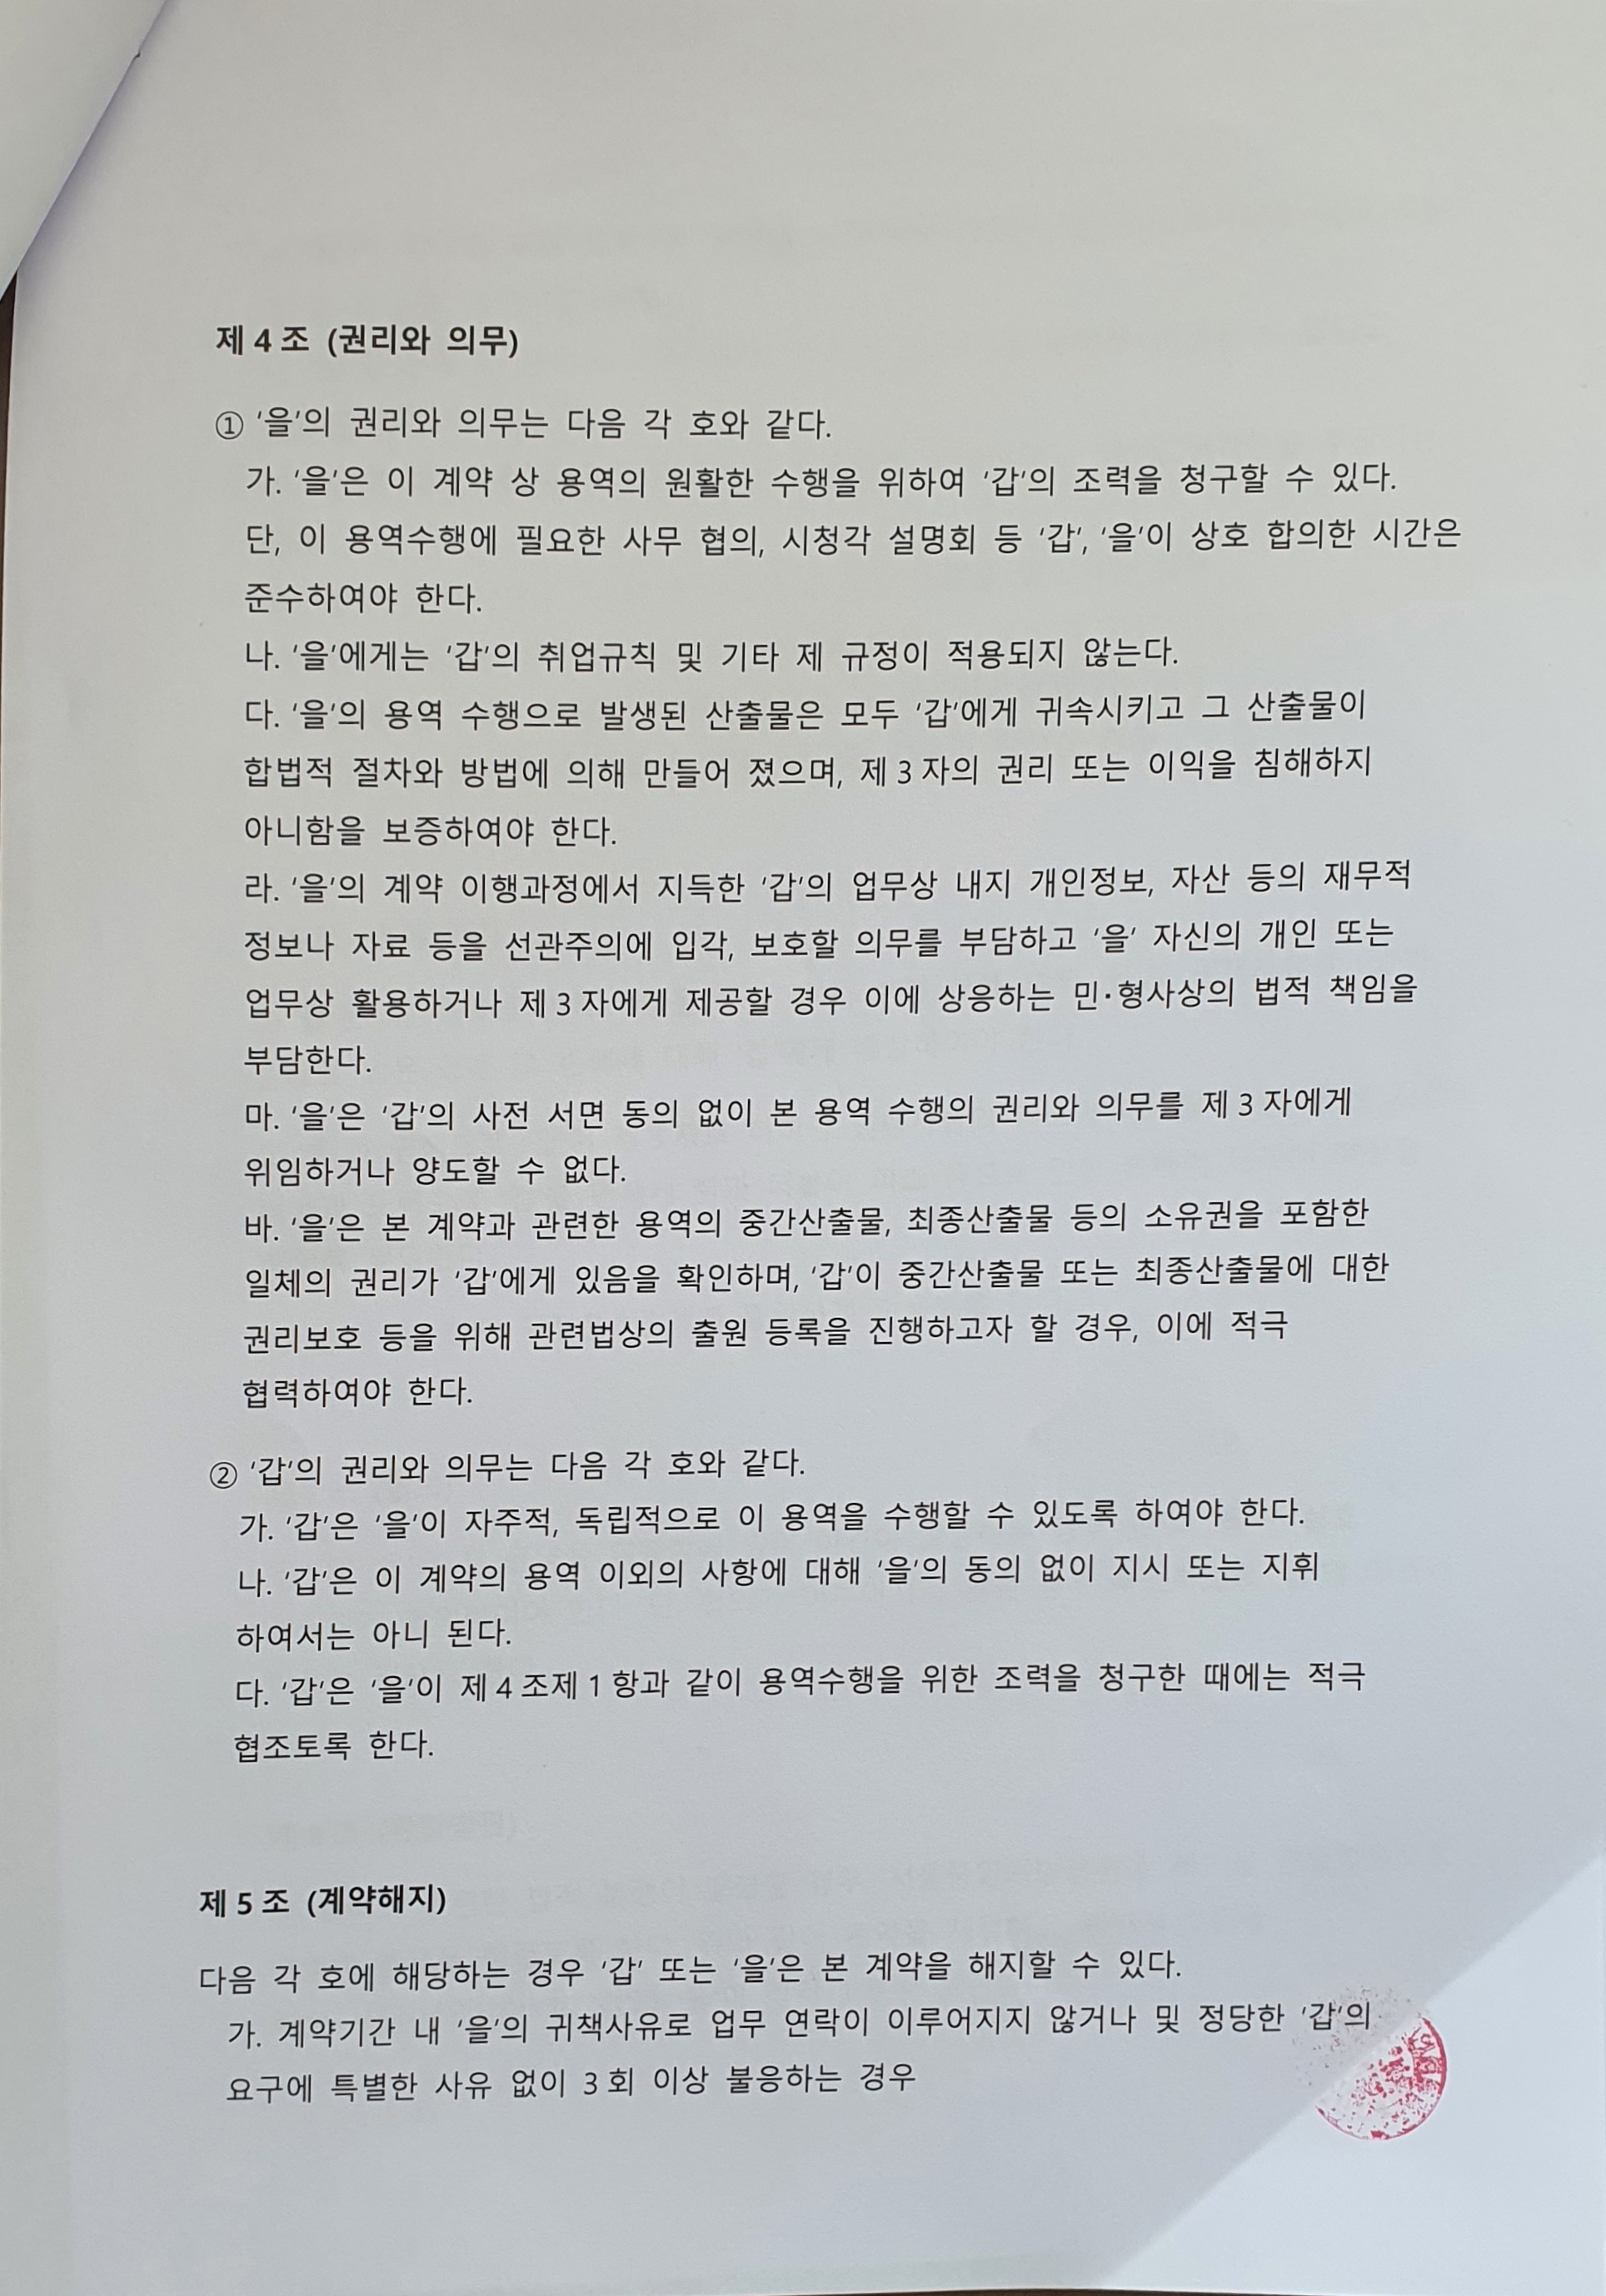 제 4 조 (권리와 의무)
① ‘을’의 권리와 의무는 다음 각 호와 같다.
가. ‘을’은 이 계약 상 용역의 원활한 수행을 위하여 ‘갑’의 조력을 청구할 수 있다.
단, 이 용역수행에 필요한 사무 협의, 시청각 설명회 등 ‘갑’, ‘을’이 상호 합의한 시간은
준수하여야 한다.
나. ‘을’에게는 ‘갑’의 취업규칙 및 기타 제 규정이 적용되지 않는다.
다. ‘을’의 용역 수행으로 발생된 산출물은 모두 ‘갑’에게 귀속시키고 그 산출물이
합법적 절차와 방법에 의해 만들어 졌으며, 제 3 자의 권리 또는 이익을 침해하지
아니함을 보증하여야 한다.
라. ‘을’의 계약 이행과정에서 지득한 ‘갑’의 업무상 내지 개인정보, 자산 등의 재무적
정보나 자료 등을 선관주의에 입각, 보호할 의무를 부담하고 ‘을’ 자신의 개인 또는
업무상 활용하거나 제 3 자에게 제공할 경우 이에 상응하는 민·형사상의 법적 책임을
부담한다.
마. ‘을’은 ‘갑’의 사전 서면 동의 없이 본 용역 수행의 권리와 의무를 제 3 자에게
위임하거나 양도할 수 없다.
바. ‘을’은 본 계약과 관련한 용역의 중간산출물, 최종산출물 등의 소유권을 포함한
일체의 권리가 ‘갑’에게 있음을 확인하며, ‘갑’이 중간산출물 또는 최종산출물에 대한
권리보호 등을 위해 관련법상의 출원 등록을 진행하고자 할 경우, 이에 적극
협력하여야 한다.
② ‘갑’의 권리와 의무는 다음 각 호와 같다.
가. ‘갑’은 ‘을’이 자주적, 독립적으로 이 용역을 수행할 수 있도록 하여야 한다.
나. ‘갑’은 이 계약의 용역 이외의 사항에 대해 ‘을’의 동의 없이 지시 또는 지휘
하여서는 아니 된다.
다. ‘갑’은 ‘을’이 제 4 조제 1 항과 같이 용역수행을 위한 조력을 청구한 때에는 적극
협조토록 한다.
제 5 조 (계약해지)
다음 각 호에 해당하는 경우 ‘갑’ 또는 ‘을’은 본 계약을 해지할 수 있다.
가. 계약기간 내 ‘을’의 귀책사유로 업무 연락이 이루어지지 않거나 및 정당한 ‘갑’의
요구에 특별한 사유 없이 3 회 이상 불응하는 경우